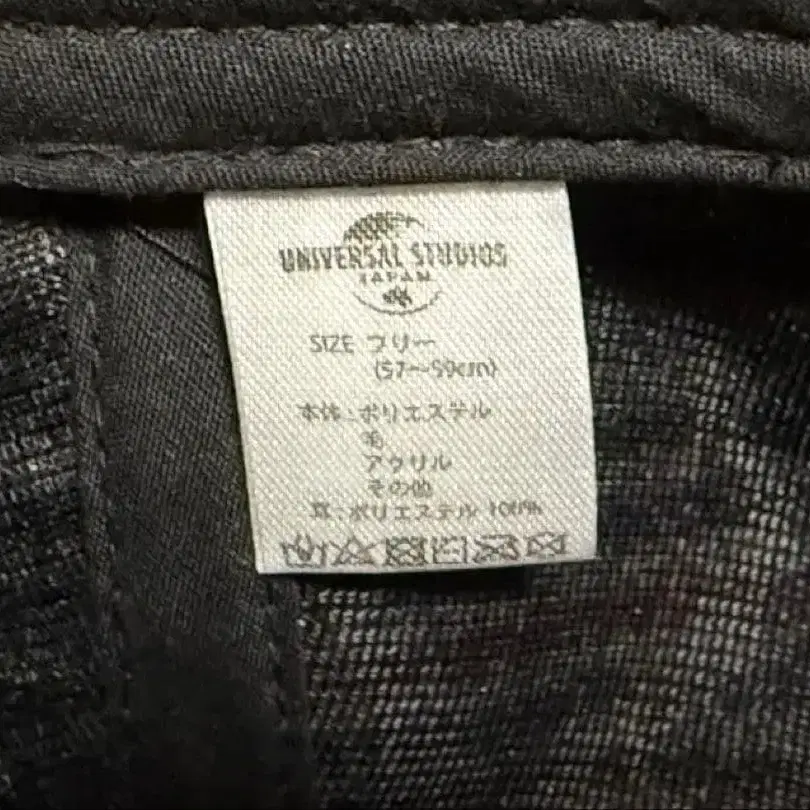 UNIVERSAL STUDIOS
JAPAN
SIZE フリー
(57〜59cm)
本体:ポリエステル
毛
アクリル
その他
裏:ポリエステル 100%